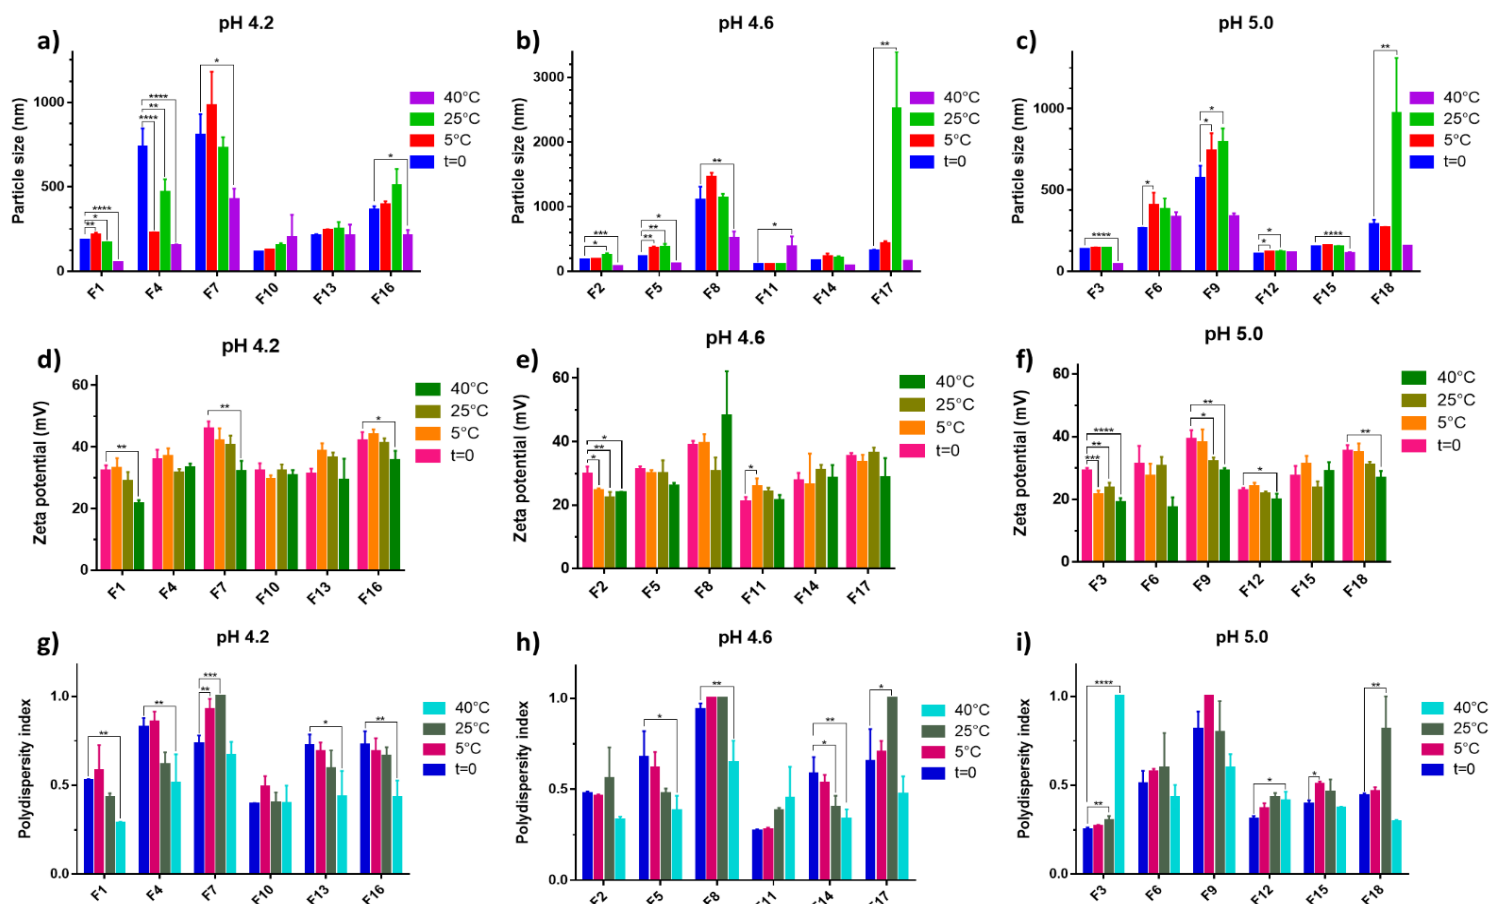 a)
pH 4.2
Particle size (nm)
1000
500
0
*
****
**
****
****
*
**
*
40°C
25°C
5°C
t=0
F1
F4
F7
F10
F13
F16
b)
pH 4.6
Particle size (nm)
3000
2000
1000
0
**
**
***
*
*
**
**
*
40°C
25°C
5°C
t=0
F2
F5
F8
F11
F14
F17
c)
pH 5.0
Particle size (nm)
1000
500
0
**
*
*
*
****
*
*
****
40°C
25°C
5°C
t=0
F3
F6
F9
F12
F15
F18
d)
pH 4.2
Zeta potential (mV)
60
40
20
0
**
**
*
40°C
25°C
5°C
t=0
F1
F4
F7
F10
F13
F16
e)
pH 4.6
Zeta potential (mV)
60
40
20
0
*
**
*
*
40°C
25°C
5°C
t=0
F2
F5
F8
F11
F14
F17
f)
pH 5.0
Zeta potential (mV)
60
40
20
0
****
**
***
**
*
*
**
40°C
25°C
5°C
t=0
F3
F6
F9
F12
F15
F18
g)
pH 4.2
Polydispersity index
1.0
0.5
0.0
**
**
***
**
*
**
40°C
25°C
5°C
t=0
F1
F4
F7
F10
F13
F16
h)
pH 4.6
Polydispersity index
1.0
0.5
0.0
*
**
**
*
*
40°C
25°C
5°C
t=0
F2
F5
F8
F11
F14
F17
i)
pH 5.0
Polydispersity index
1.0
0.5
0.0
****
**
*
*
**
40°C
25°C
5°C
t=0
F3
F6
F9
F12
F15
F18